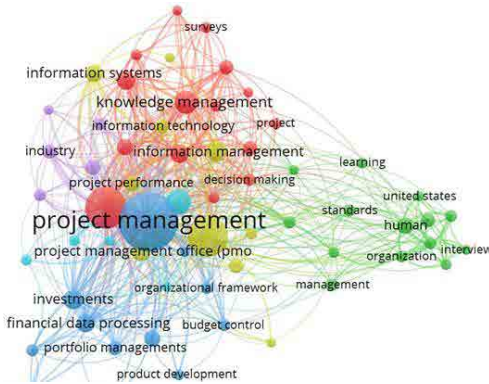 surveys
information systems
knowledge management
information technology
project
industry
information management
learning
project performance
decision making
united states
standards
project management
human
project management office (pmo
organization
interview
organizational framework
management
investments
financial data processing
budget control
portfolio managements
product development